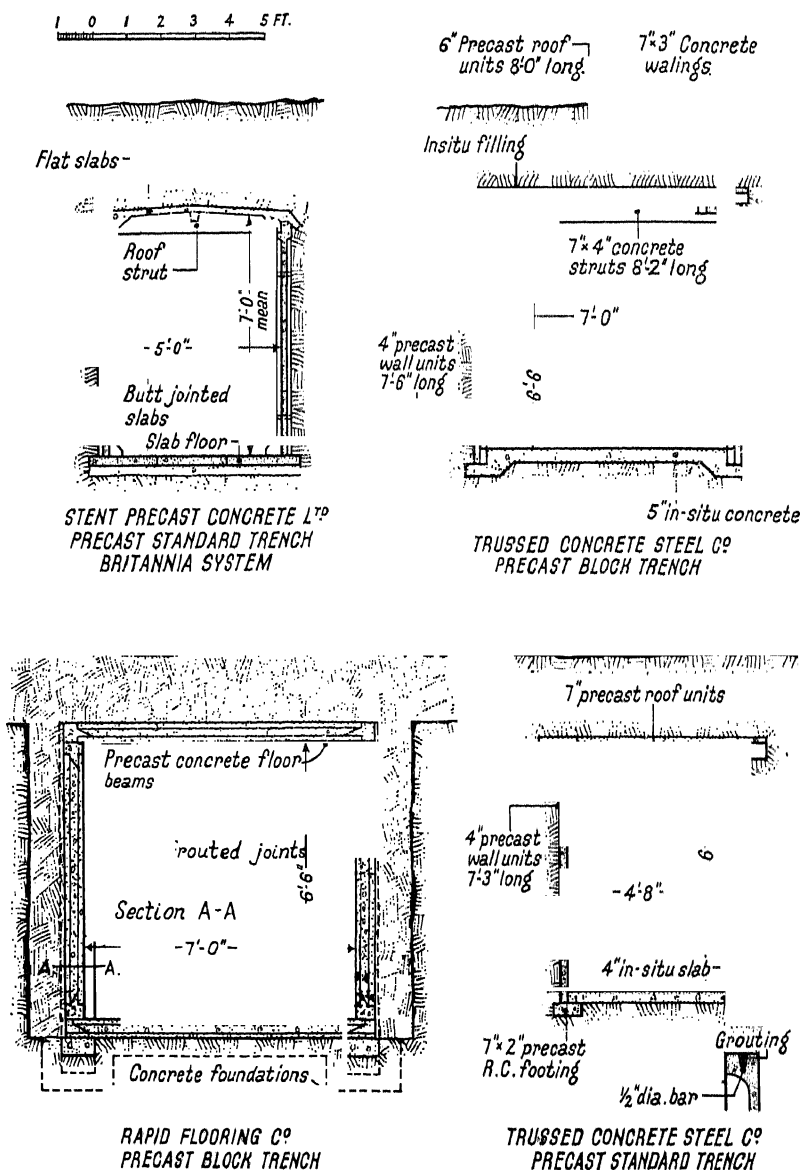 1 0 1 2 3 4 5 FT.
6" Precast roof
units 8'-0" long.
7"×3" Concrete
walings.
Flat slabs-
Insitu filling
Roof
strut
7'-0"
mean
-5'-0"-
Butt jointed
slabs
Slab floor-
7"×4" concrete
struts 8'-2" long
7'-0"
4" precast
wall units
7'-6" long
6'-6"
5" in-situ concrete
STENT PRECAST CONCRETE LTD
PRECAST STANDARD TRENCH
BRITANNIA SYSTEM
TRUSSED CONCRETE STEEL Co
PRECAST BLOCK TRENCH
Precast concrete floor
beams
routed joints
6'-6"
Section A-A
-7'-0"-
A. A.
Concrete foundations
7" precast roof units
4" precast
wall units
7'-3" long
6
-4'-8"-
4" in-situ slab-
7"×2" precast
R.C. footing
Grouting
½" dia. bar
RAPID FLOORING Co
PRECAST BLOCK TRENCH
TRUSSED CONCRETE STEEL Co
PRECAST STANDARD TRENCH